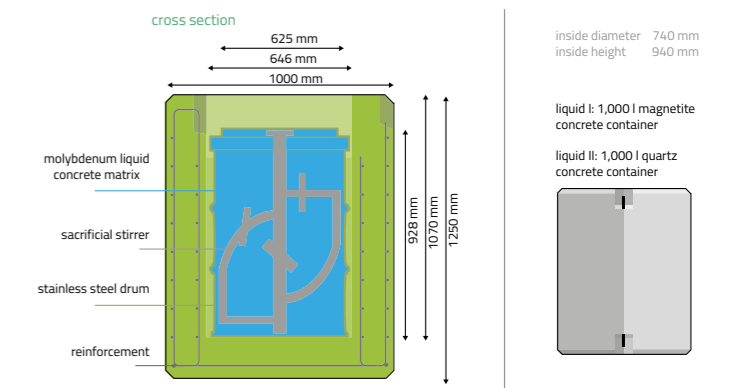 cross section
625 mm
646 mm
1000 mm
molybdenum liquid
concrete matrix
sacrificial stirrer
stainless steel drum
reinforcement
928 mm
1070 mm
1250 mm
inside diameter 740 mm
inside height 940 mm
liquid I: 1,000 l magnetite
concrete container
liquid II: 1,000 l quartz
concrete container